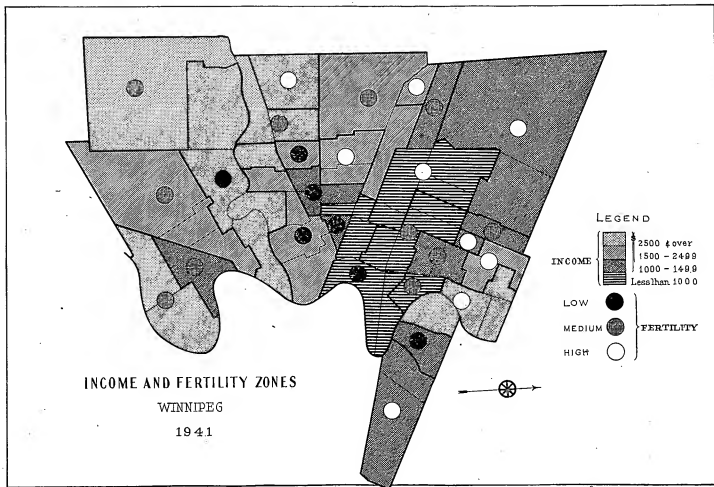 LEGEND
INCOME
$
2500 & over
1500 - 2499
1000 - 1499
Less than 1000
LOW
MEDIUM
HIGH
FERTILITY
INCOME AND FERTILITY ZONES
WINNIPEG
1941